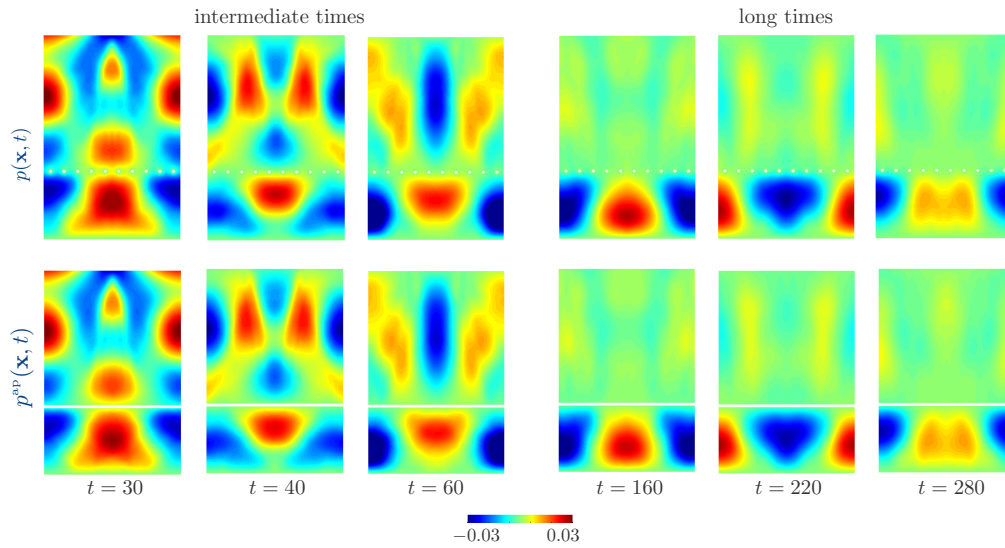 intermediate times long times
p(x, t)
p^ap(x, t)
t = 30 t = 40 t = 60 t = 160 t = 220 t = 280
−0.03 0.03